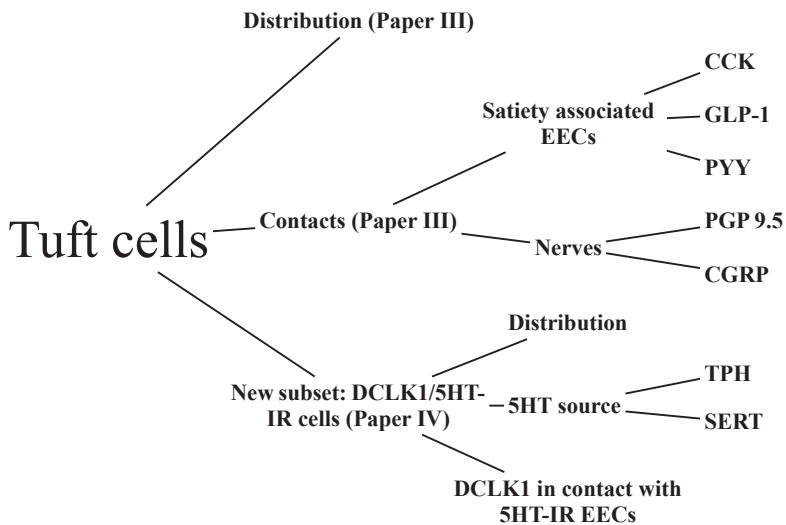 Distribution (Paper III)
CCK
Satiety associated
EECs
GLP-1
PYY
Tuft cells
Contacts (Paper III)
Nerves
PGP 9.5
CGRP
Distribution
New subset: DCLK1/5HT-
IR cells (Paper IV)
5HT source
TPH
SERT
DCLK1 in contact with
5HT-IR EECs